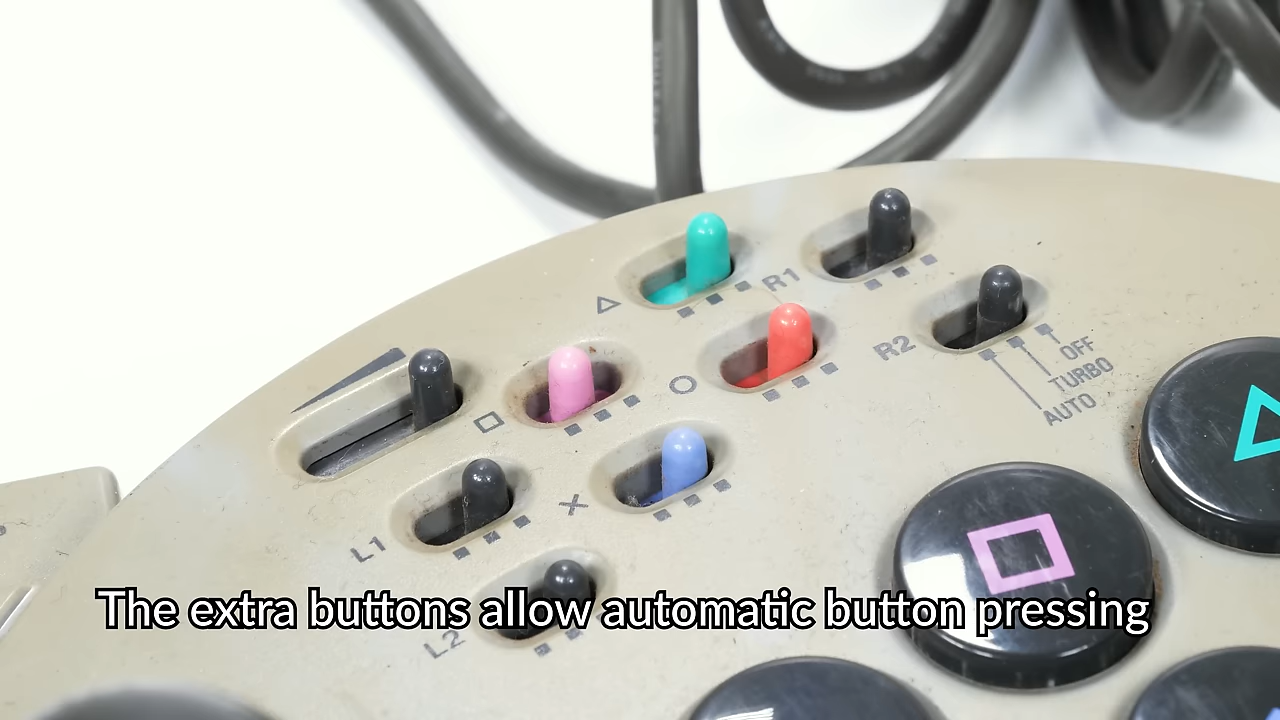 R1
R2
OFF
TURBO
AUTO
L1
L2
The extra buttons allow automatic button pressing